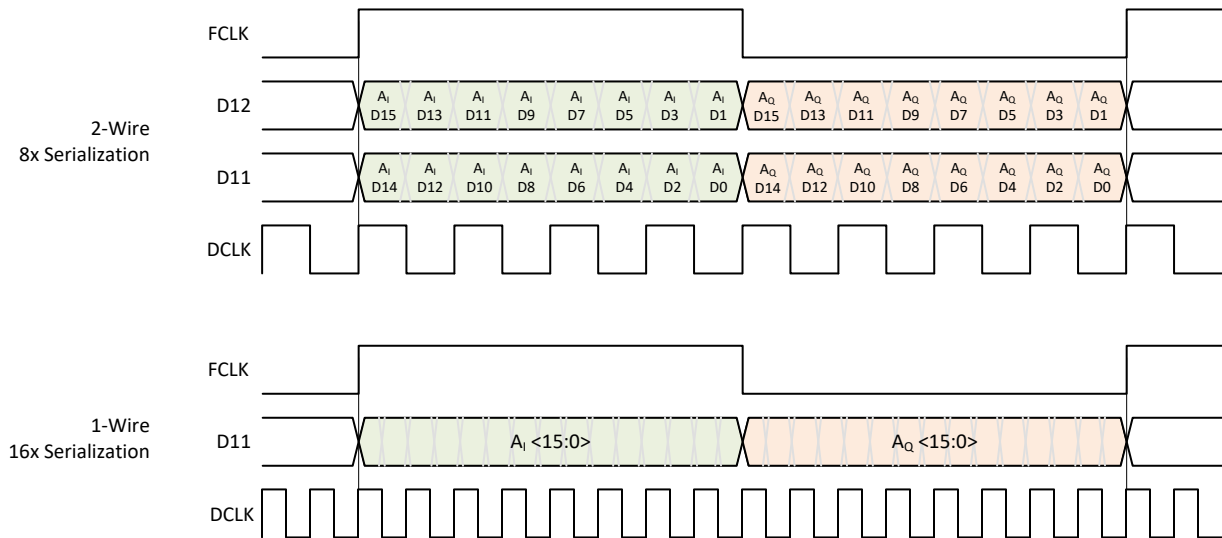 FCLK
D12
A_I A_I A_I A_I A_I A_I A_I A_I A_Q A_Q A_Q A_Q A_Q A_Q A_Q A_Q
D15 D13 D11 D9 D7 D5 D3 D1 D15 D13 D11 D9 D7 D5 D3 D1
2-Wire
8x Serialization
D11
A_I A_I A_I A_I A_I A_I A_I A_I A_Q A_Q A_Q A_Q A_Q A_Q A_Q A_Q
D14 D12 D10 D8 D6 D4 D2 D0 D14 D12 D10 D8 D6 D4 D2 D0
DCLK
FCLK
1-Wire
16x Serialization
D11
A_I <15:0> A_Q <15:0>
DCLK